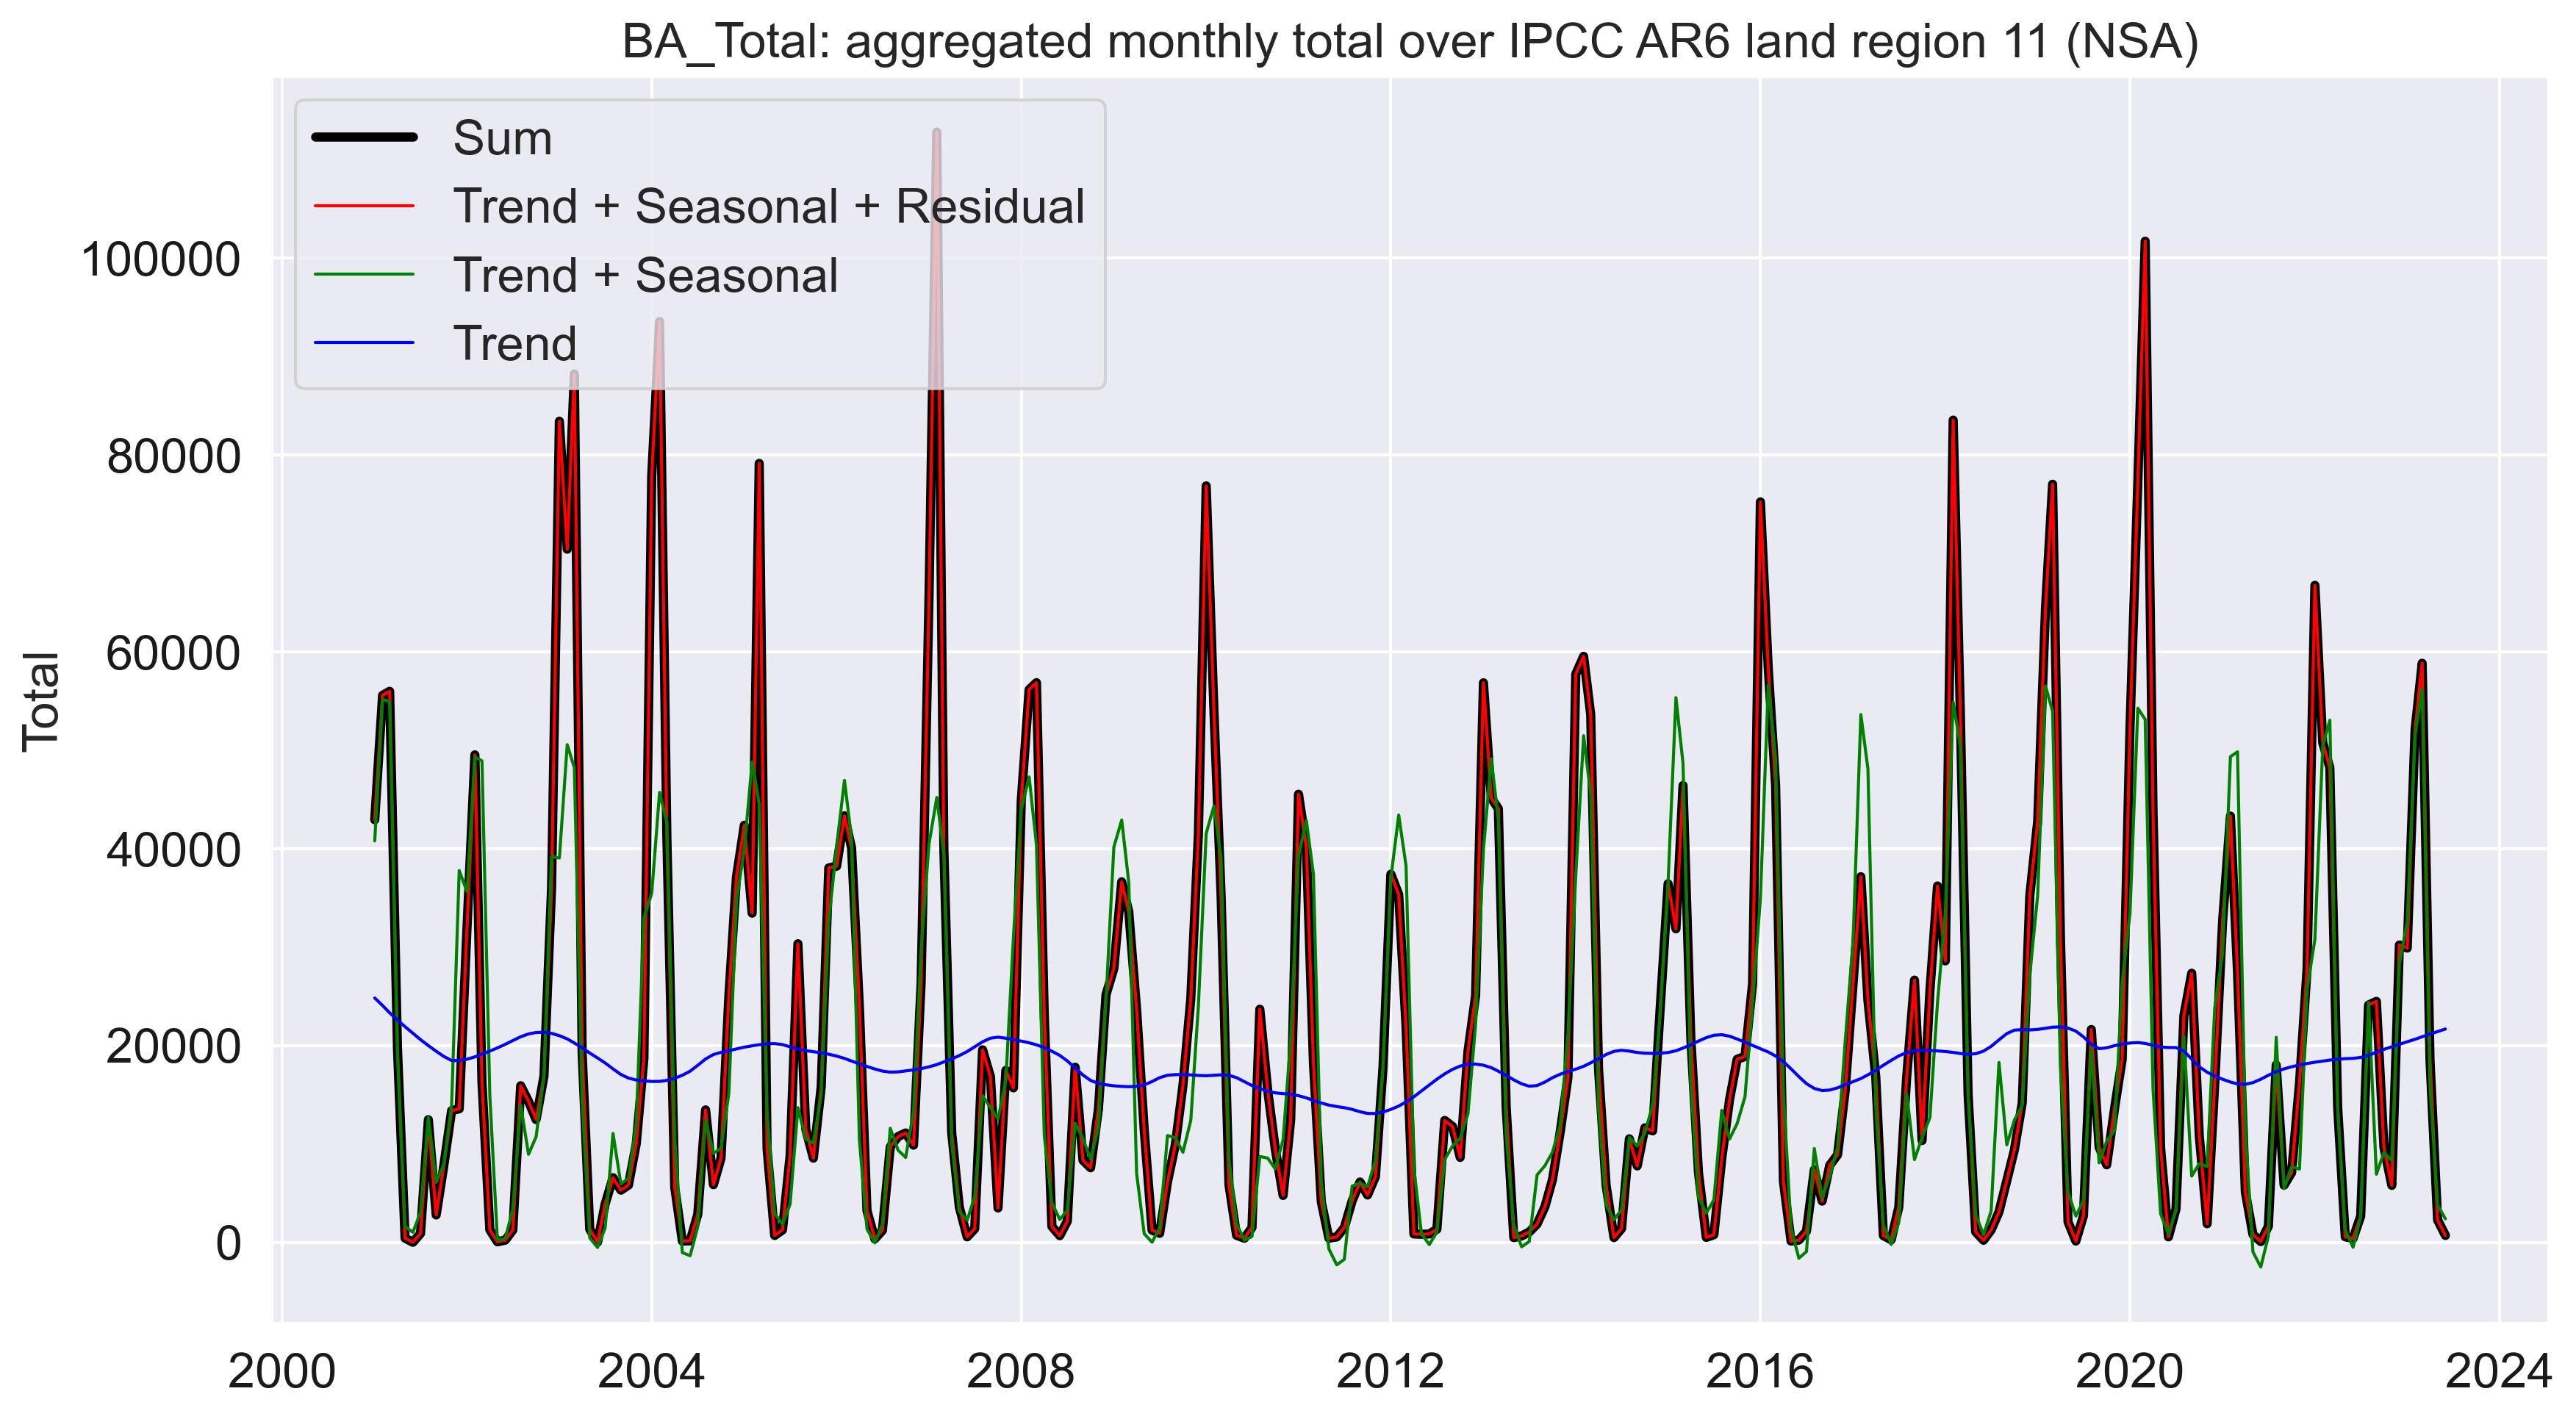 BA_Total: aggregated monthly total over IPCC AR6 land region 11 (NSA)
Sum
Trend + Seasonal + Residual
Trend + Seasonal
Trend
Total
100000
80000
60000
40000
20000
0
2000 2004 2008 2012 2016 2020 2024